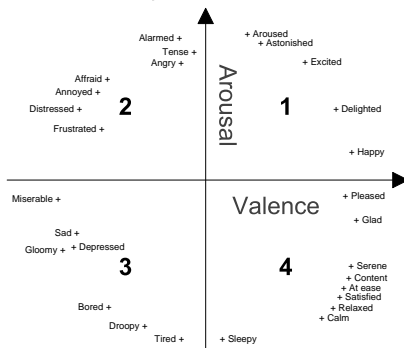 Alarmed +
+ Aroused
Tense +
+ Astonished
Angry +
+ Excited
Arousal
Affraid +
Annoyed +
Distressed +
2
1
+ Delighted
Frustrated +
+ Happy
Miserable +
+ Pleased
Valence
+ Glad
Sad +
Gloomy +
+ Depressed
3
4
+ Serene
+ Content
+ At ease
+ Satisfied
Bored +
+ Relaxed
+ Calm
Droopy +
Tired +
+ Sleepy